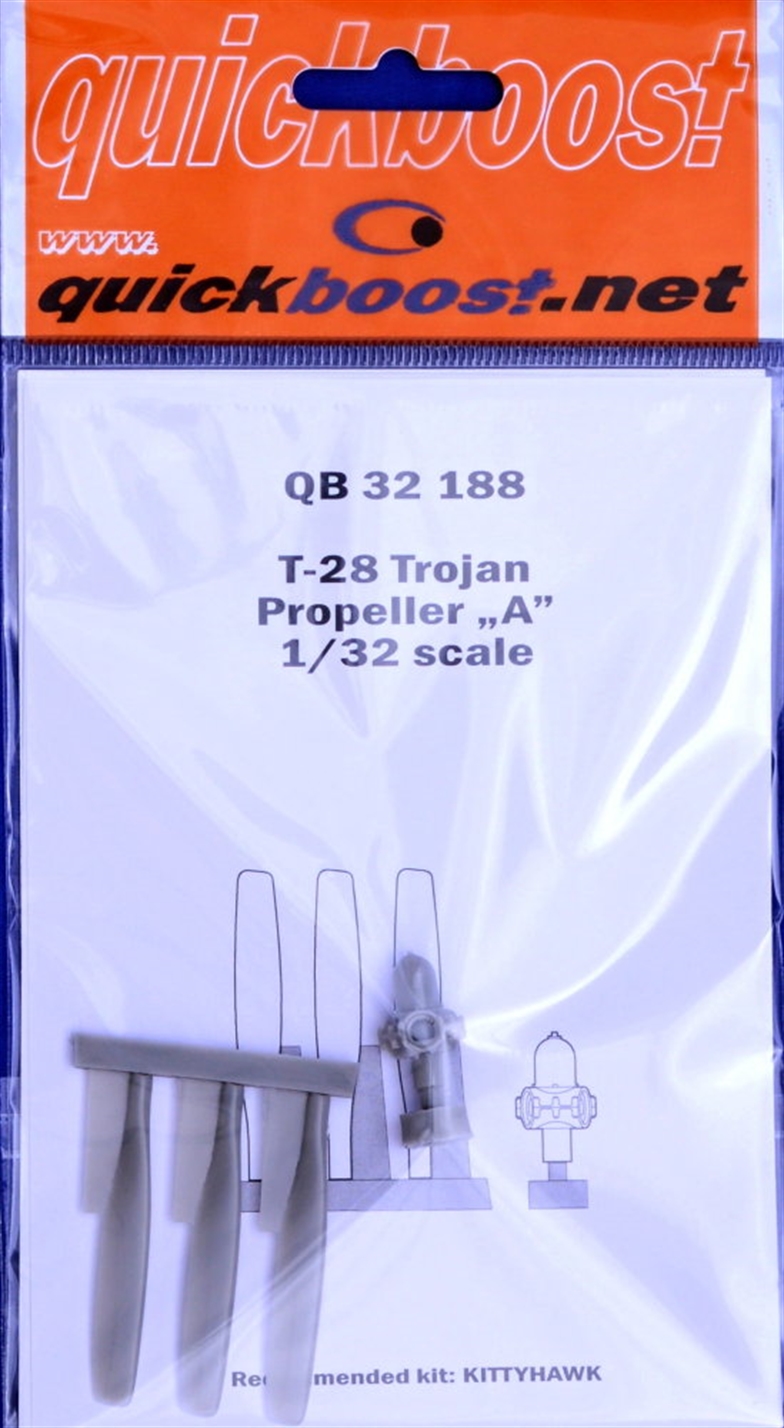 quickboost
www.
quickboost.net
QB 32 188
T-28 Trojan
Propeller „A”
1/32 scale
mended kit: KITTYHAWK